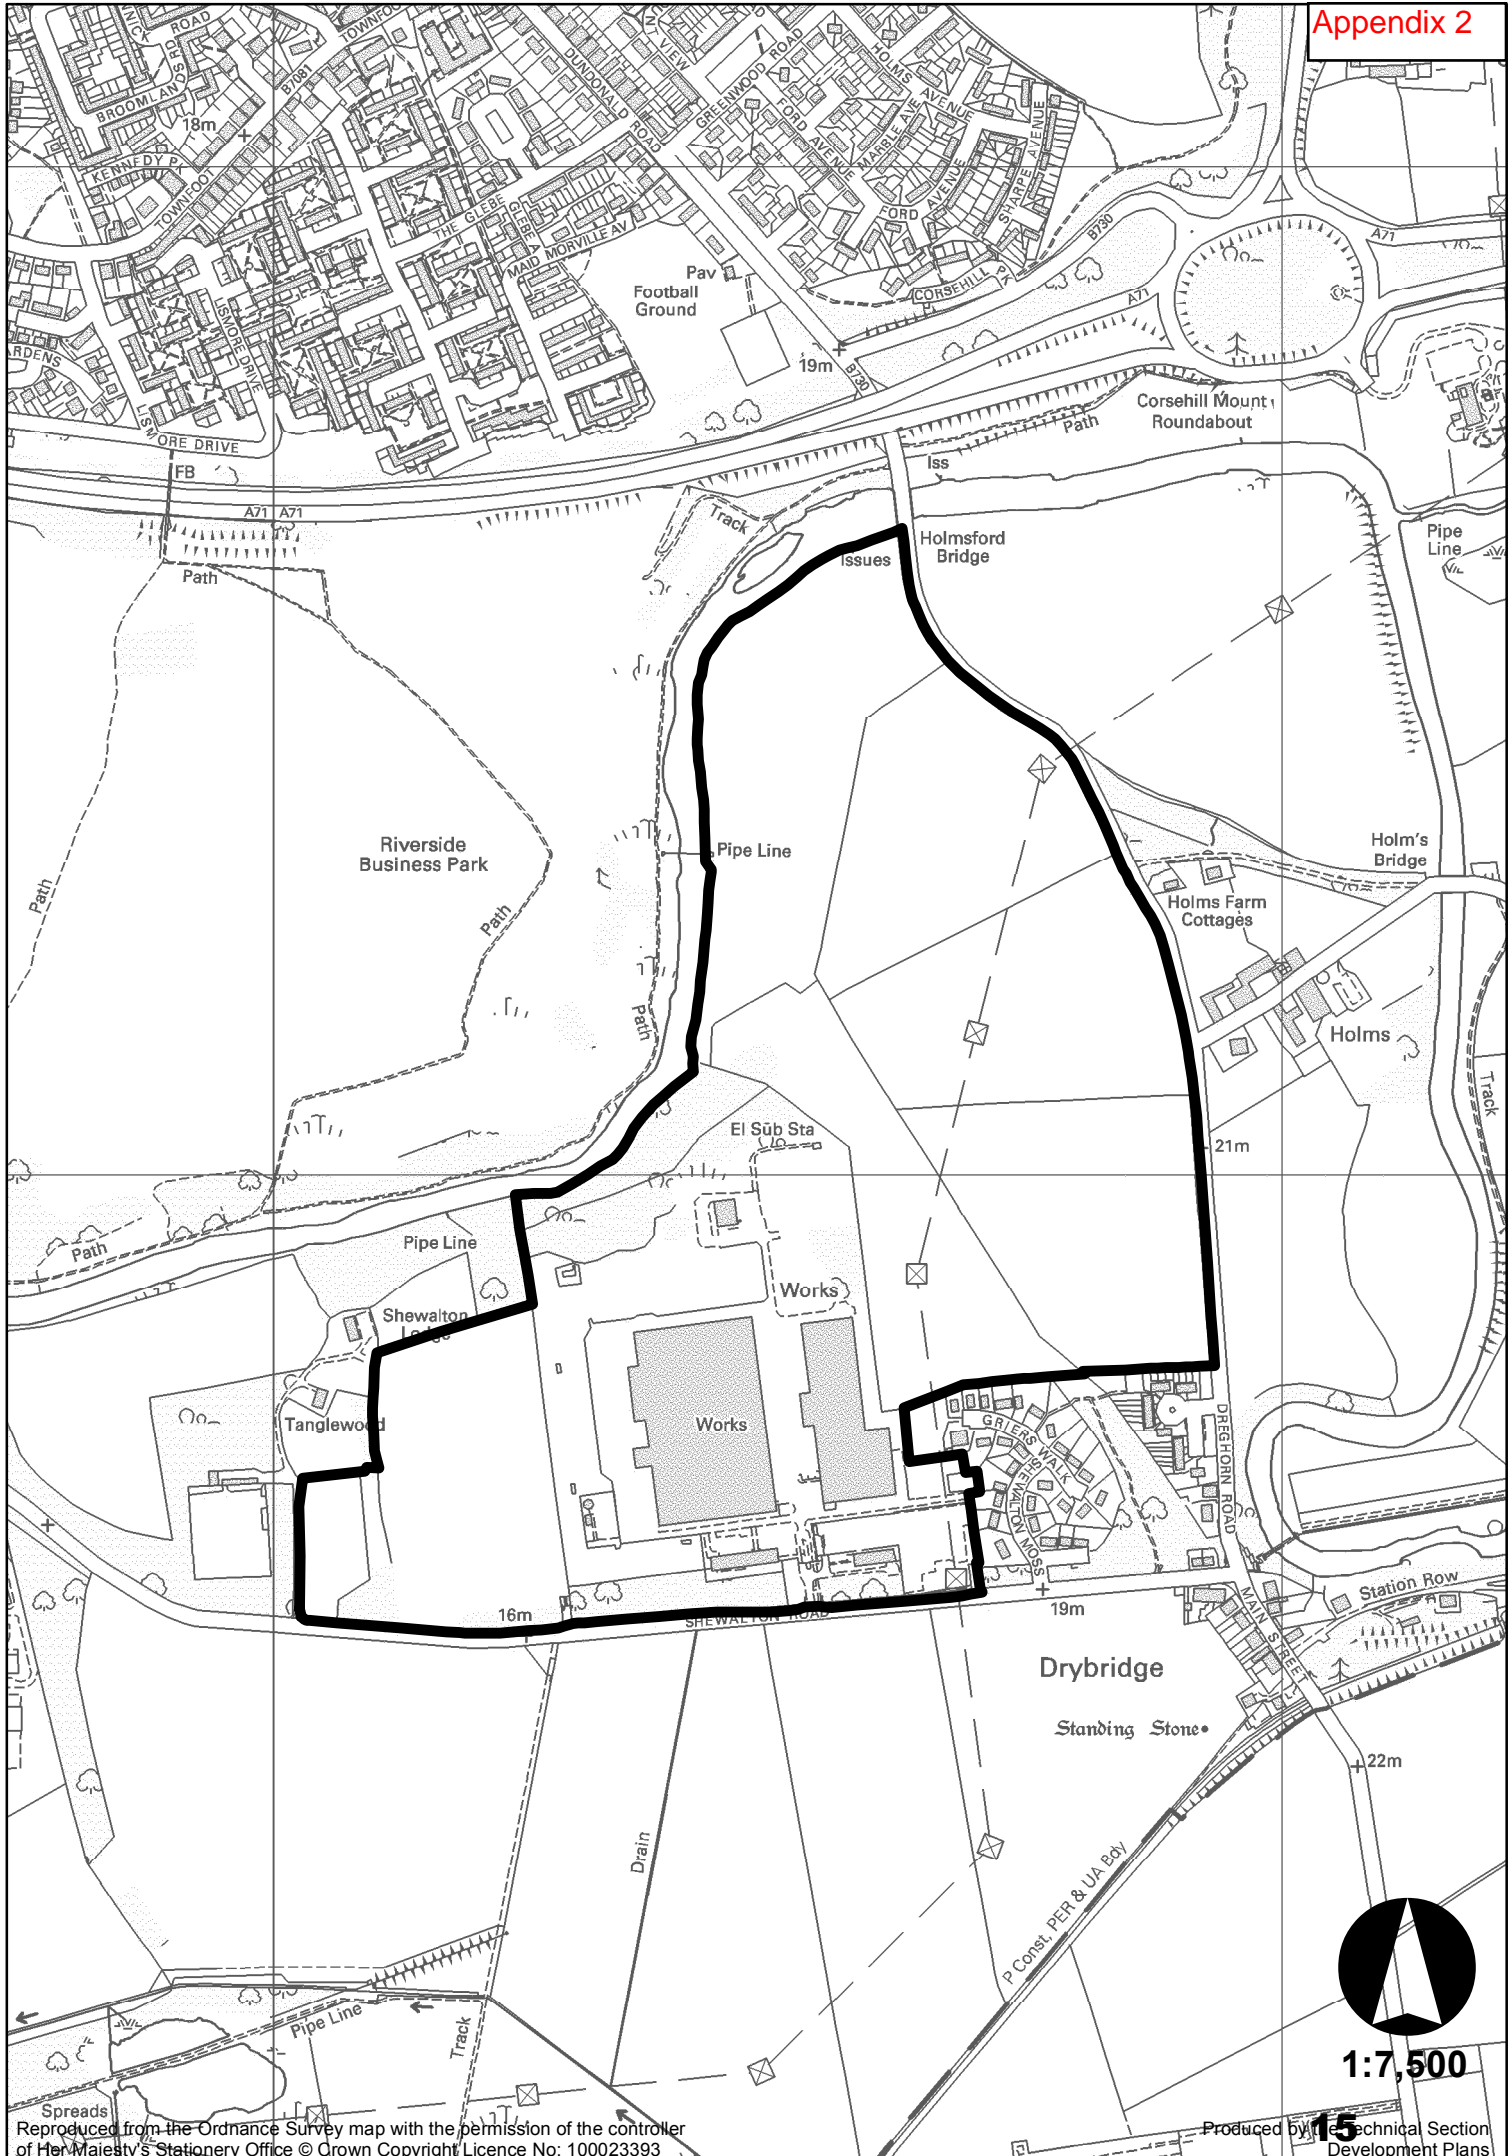 Appendix 2
ROAD
TOWNFOOT
BROOMLANDS RD
B7081
18m
KENNEDY PK
TOWNFOOT
DUNDONALD ROAD
VIEW
GREENWOOD ROAD
HOLMS
AVENUE
FORD
AVENUE
MARBLE AVE
FORD
AVENUE
SHARPE AVENUE
THE GLEBE
GLEBE
MAID MORVILLE AV
B730
A71
CORSEHILL PK
A71
Pav
Football
Ground
19m
B730
LISMORE DRIVE
LISMORE DRIVE
FB
A71
A71
Corsehill Mount
Roundabout
Path
Iss
Track
Holmsford
Bridge
Issues
Pipe
Line
Path
Riverside
Business Park
Path
Path
Path
Pipe Line
Holm's
Bridge
Holms Farm
Cottages
Holms
Track
El Sub Sta
21m
Path
Pipe Line
Shewalton
Lodge
Works
Tanglewood
Works
GRIERS WALK
SHEWALTON MOSS
DREGHORN ROAD
16m
SHEWALTON ROAD
19m
MAIN STREET
Station Row
Drybridge
Standing Stone
22m
Drain
P Const, PER & UA Bdy
Pipe Line
Track
Spreads
1:7,500
Reproduced from the Ordnance Survey map with the permission of the controller
of Her Majesty's Stationery Office © Crown Copyright Licence No: 100023393
15
Produced by the Technical Section
Development Plans